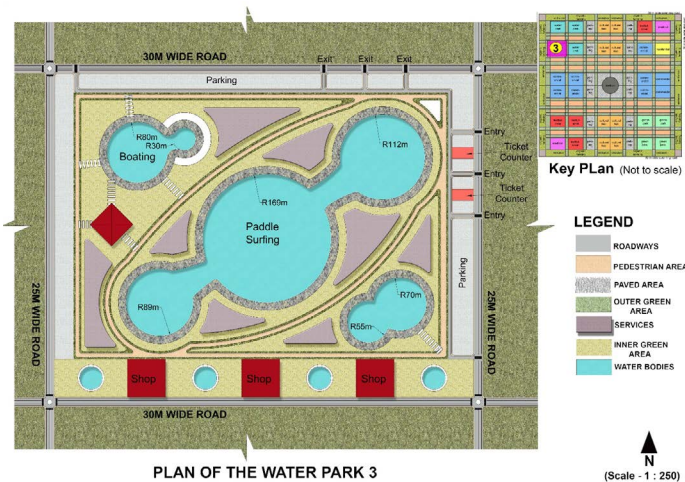 30M WIDE ROAD
Exit
Exit
Exit
Parking
R80m
R30m
Boating
R112m
Entry
Ticket
Counter
Entry
Ticket
Counter
Entry
R169m
Paddle
Surfing
Parking
25M WIDE ROAD
25M WIDE ROAD
R89m
R70m
R55m
Shop
Shop
Shop
30M WIDE ROAD
PLAN OF THE WATER PARK 3
3
Key PLan (Not to scale)
LEGEND
ROADWAYS
PEDESTRIAN AREA
PAVED AREA
OUTER GREEN
AREA
SERVICES
INNER GREEN
AREA
WATER BODIES
N
(Scale - 1 : 250)